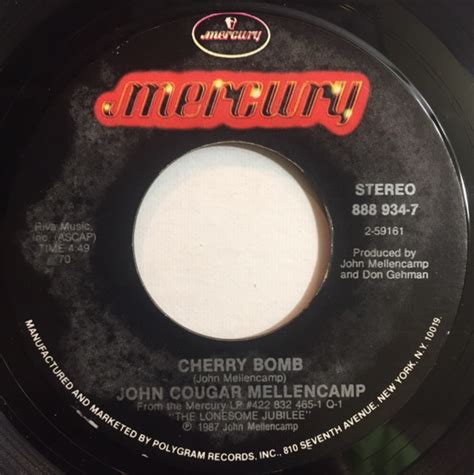 mercury
mercury
STEREO
888 934-7
2-59161
Riva Music,
Inc. (ASCAP)
TIME 4:49
70
Produced by
John Mellencamp
and Don Gehman
CHERRY BOMB
(John Mellencamp)
JOHN COUGAR MELLENCAMP
From the Mercury LP #422 832 465-1 Q-1
"THE LONESOME JUBILEE"
℗ 1987 John Mellencamp
MANUFACTURED AND MARKETED BY POLYGRAM RECORDS, INC., 810 SEVENTH AVENUE, NEW YORK, N.Y. 10019.